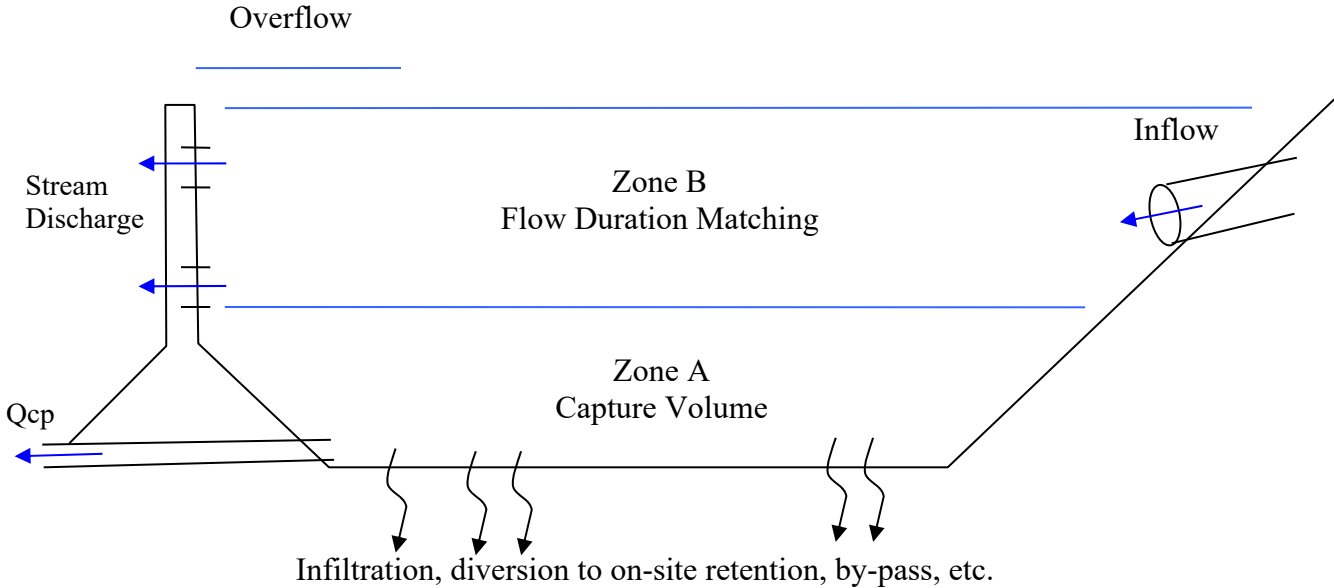 Overflow
Inflow
Stream
Discharge
Zone B
Flow Duration Matching
Zone A
Capture Volume
Qcp
Infiltration, diversion to on-site retention, by-pass, etc.